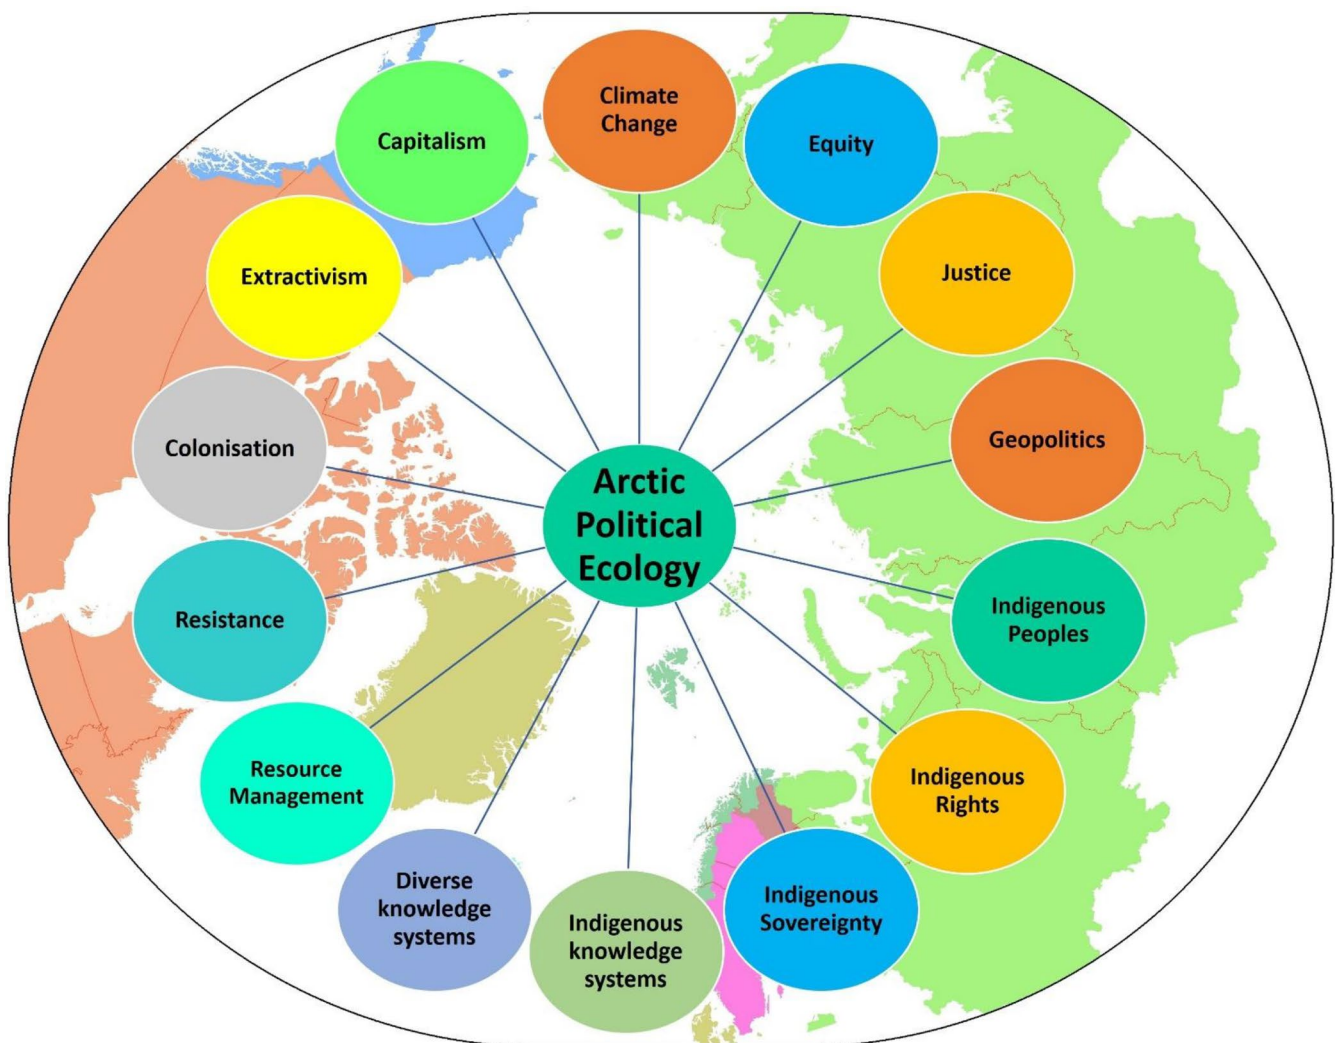 Climate
Change
Equity
Justice
Geopolitics
Indigenous
Peoples
Indigenous
Rights
Indigenous
Sovereignty
Indigenous
knowledge
systems
Diverse
knowledge
systems
Resource
Management
Resistance
Colonisation
Extractivism
Capitalism
Arctic
Political
Ecology